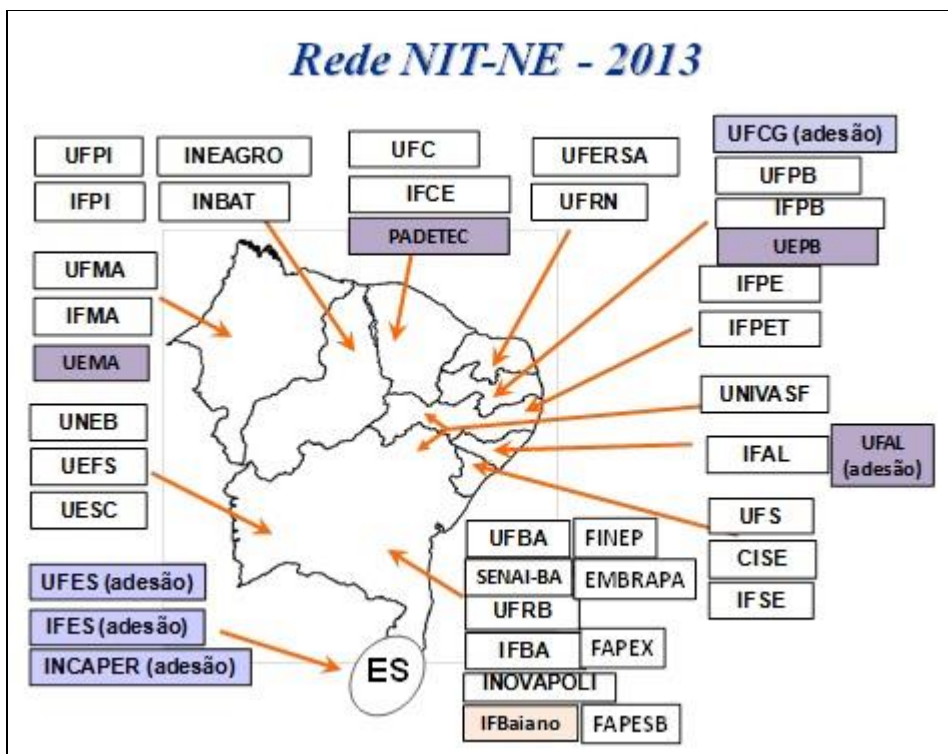 Rede NIT-NE - 2013
UFPI
INEAGRO
IFPI
INBAT
UFC
IFCE
PADETEC
UFERSA
UFRN
UFCG (adesão)
UFPB
IFPB
UEPB
IFPE
IFPET
UFMA
IFMA
UEMA
UNEB
UEFS
UESC
UNIVASF
IFAL
UFAL
(adesão)
UFS
CISE
IFSE
UFES (adesão)
IFES (adesão)
INCAPER (adesão)
ES
UFBA
FINEP
SENAI-BA
EMBRAPA
UFRB
IFBA
FAPEX
INOVAPOLI
IFBaiano
FAPESB